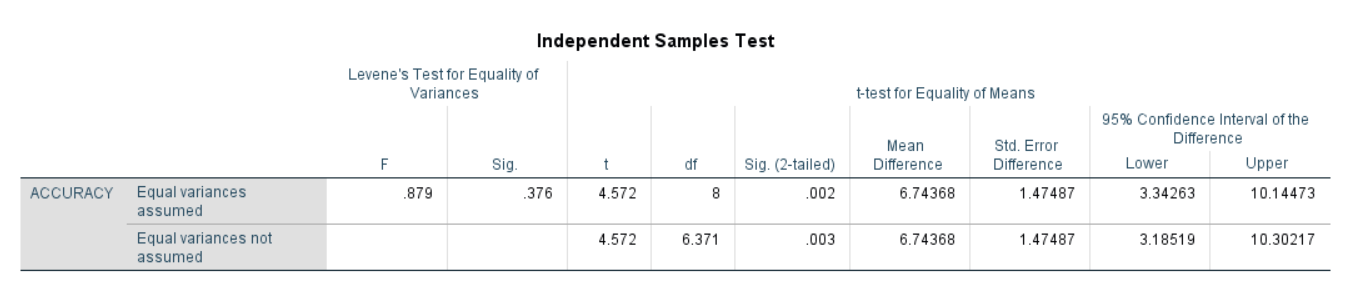 Independent Samples Test
Levene's Test for Equality of Variances
t-test for Equality of Means
F
Sig.
t
df
Sig. (2-tailed)
Mean Difference
Std. Error Difference
95% Confidence Interval of the Difference
Lower
Upper
ACCURACY
Equal variances assumed
.879
.376
4.572
8
.002
6.74368
1.47487
3.34263
10.14473
Equal variances not assumed
4.572
6.371
.003
6.74368
1.47487
3.18519
10.30217